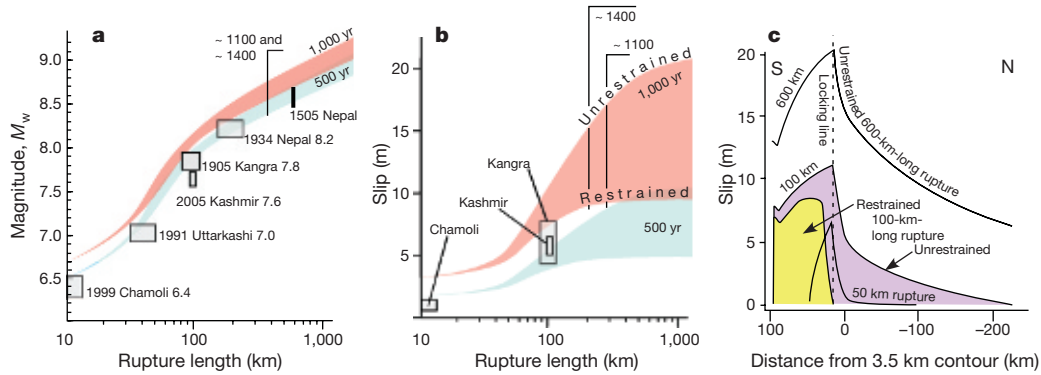 a
Magnitude, Mw
9.0
8.5
8.0
7.5
7.0
6.5
~ 1100 and
~ 1400
1,000 yr
500 yr
1505 Nepal
1934 Nepal 8.2
1905 Kangra 7.8
2005 Kashmir 7.6
1991 Uttarkashi 7.0
1999 Chamoli 6.4
10
100
1,000
Rupture length (km)
b
Slip (m)
20
15
10
5
~ 1400
~ 1100
Unrestrained
1,000 yr
Kangra
Restrained
Kashmir
Chamoli
500 yr
10
100
1,000
Rupture length (km)
c
S
N
Slip (m)
20
15
10
5
0
600 km
Locking line
Unrestrained 600-km-long rupture
100 km
Restrained
100-km-
long rupture
Unrestrained
50 km rupture
100
0
−100
−200
Distance from 3.5 km contour (km)